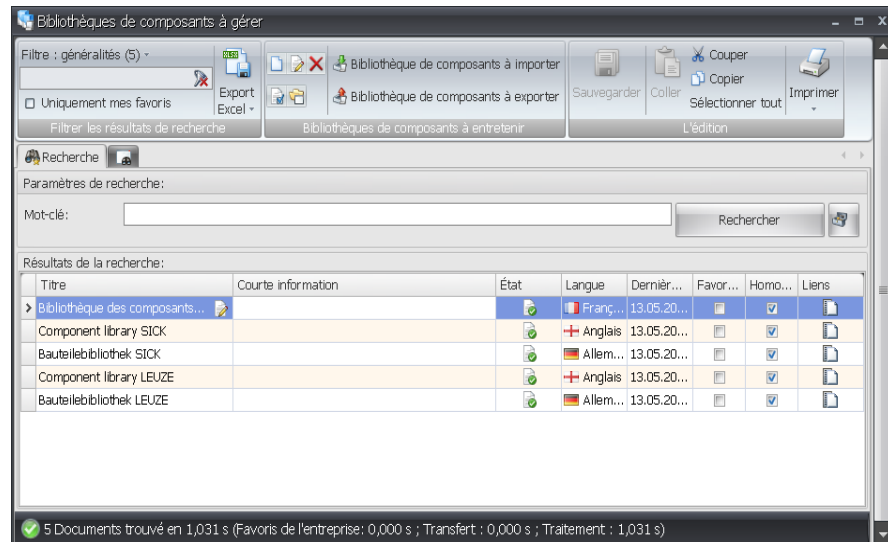 Bibliothèques de composants à gérer
Filtre : généralités (5)
Uniquement mes favoris
Filtrer les résultats de recherche
XLSX
Export
Excel
Bibliothèque de composants à importer
Bibliothèque de composants à exporter
Bibliothèques de composants à entretenir
Sauvegarder
Coller
Couper
Copier
Sélectionner tout
Imprimer
L'édition
Recherche
Paramètres de recherche:
Mot-clé:
Rechercher
Résultats de la recherche:
Titre Courte information État Langue Dernièr... Favor... Homo... Liens
Bibliothèque des composants... Franç... 13.05.20...
Component library SICK Anglais 13.05.20...
Bauteilebibliothek SICK Allem... 13.05.20...
Component library LEUZE Anglais 13.05.20...
Bauteilebibliothek LEUZE Allem... 13.05.20...
5 Documents trouvé en 1,031 s (Favoris de l'entreprise: 0,000 s ; Transfert : 0,000 s ; Traitement : 1,031 s)